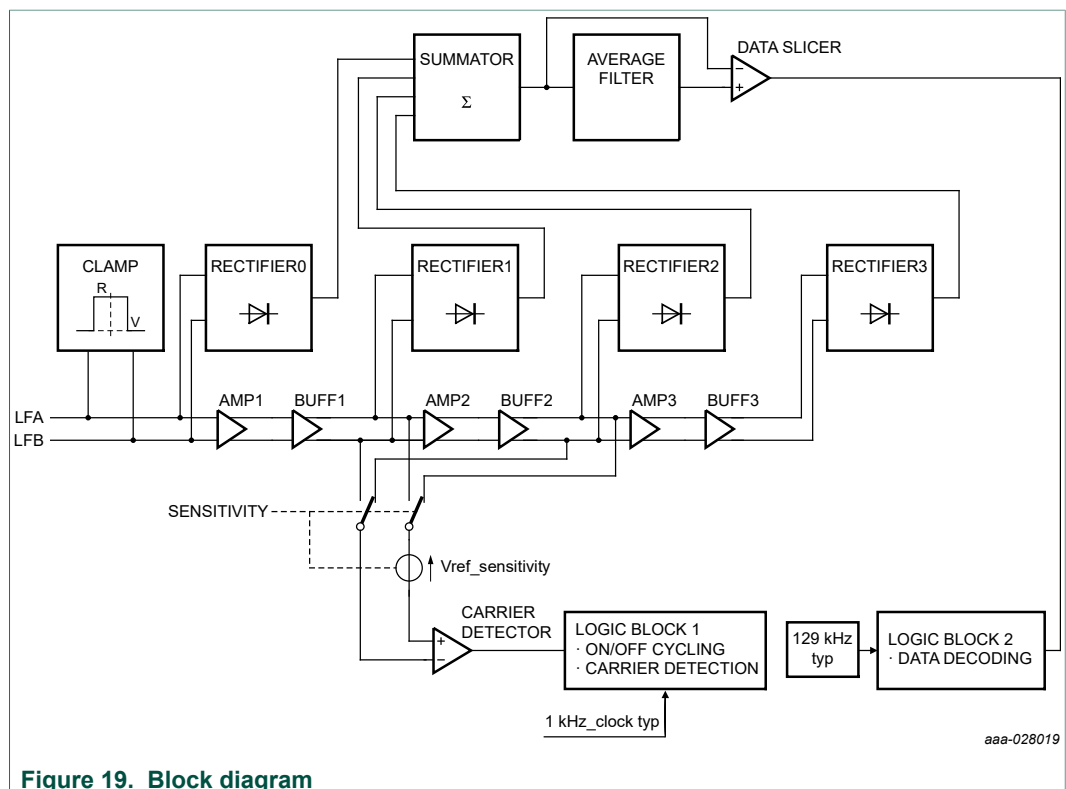 DATA SLICER
SUMMATOR
Σ
AVERAGE
FILTER
−
+
CLAMP
R
V
RECTIFIER0
RECTIFIER1
RECTIFIER2
RECTIFIER3
LFA
LFB
AMP1
BUFF1
AMP2
BUFF2
AMP3
BUFF3
SENSITIVITY
Vref_sensitivity
CARRIER
DETECTOR
+
−
LOGIC BLOCK 1
· ON/OFF CYCLING
· CARRIER DETECTION
129 kHz
typ
LOGIC BLOCK 2
· DATA DECODING
1 kHz_clock typ
aaa-028019
Figure 19. Block diagram